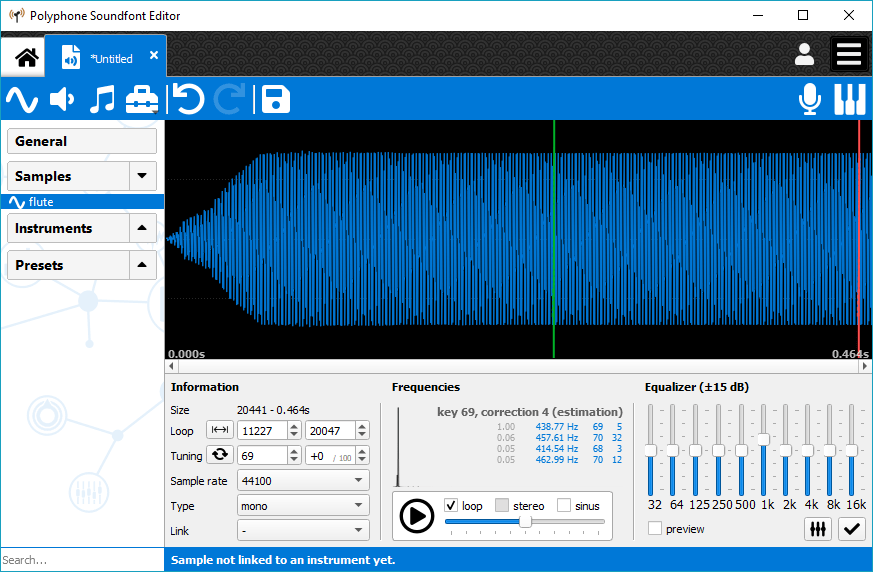 Polyphone Soundfont Editor
*Untitled
General
Samples
flute
Instruments
Presets
Search...
0.000s 0.464s
Information
Size 20441 - 0.464s
Loop 11227 20047
Tuning 69 +0 / 100
Sample rate 44100
Type mono
Link -
Frequencies
key 69, correction 4 (estimation)
1.00 438.77 Hz 69 5
0.06 457.61 Hz 70 32
0.05 414.54 Hz 68 3
0.05 462.99 Hz 70 12
loop stereo sinus
Equalizer (±15 dB)
32 64 125 250 500 1k 2k 4k 8k 16k
preview
Sample not linked to an instrument yet.